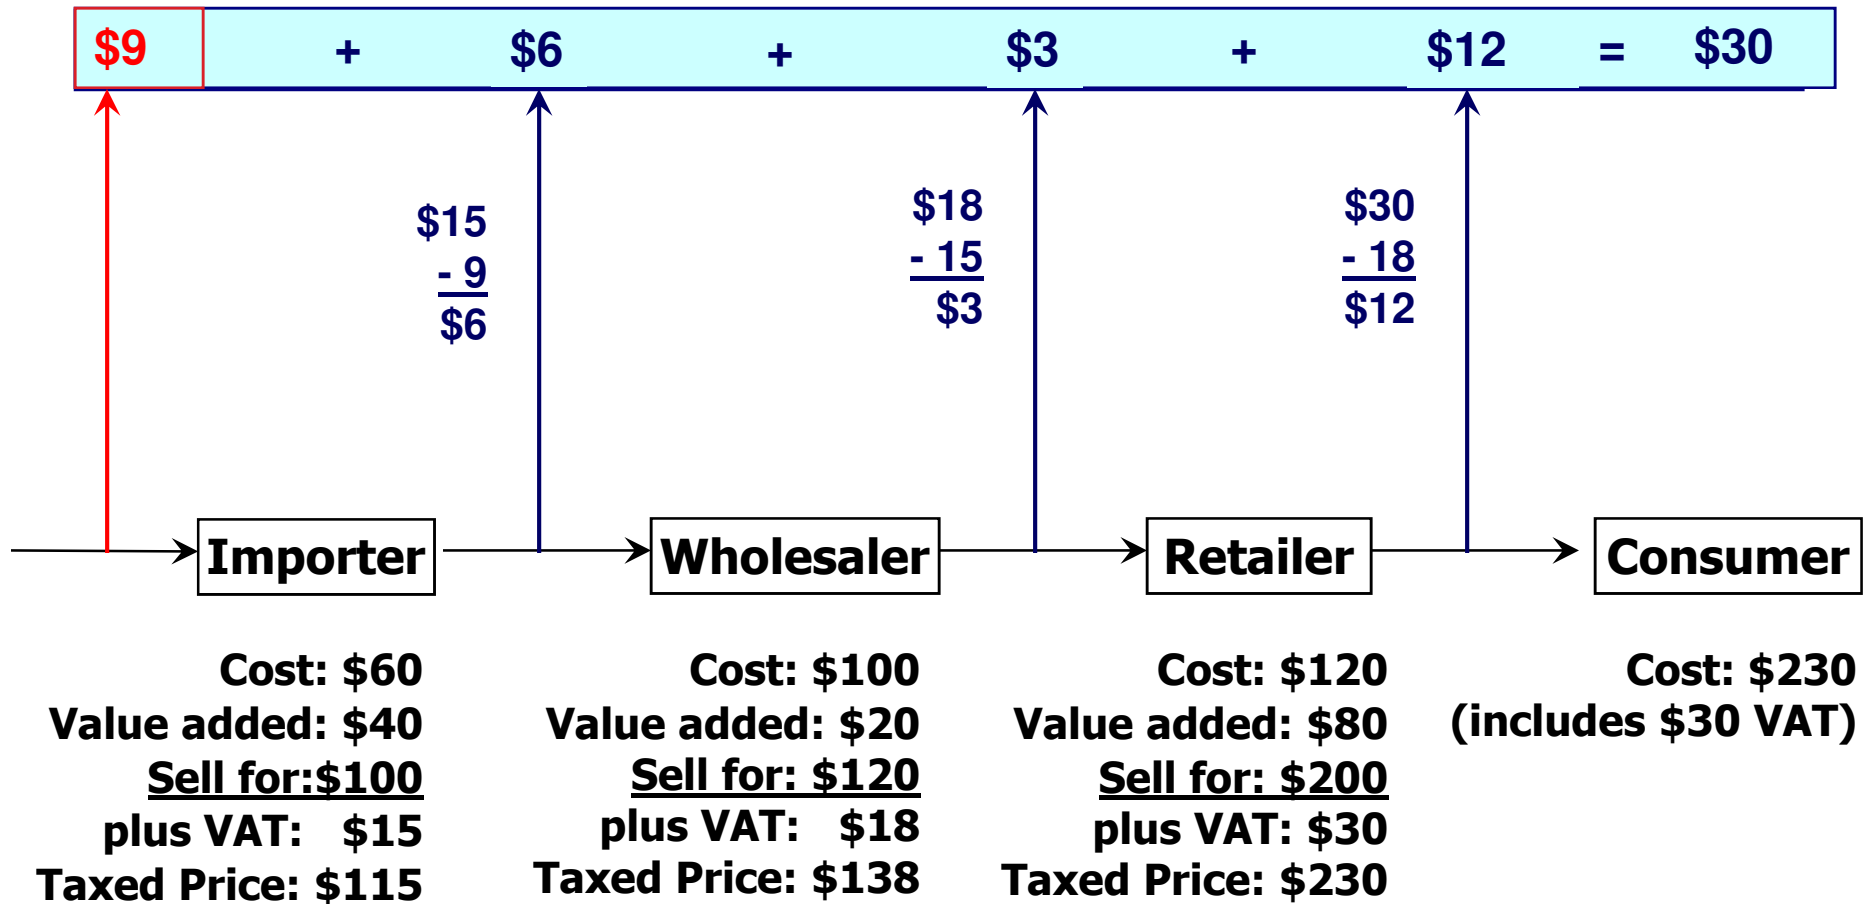 $9 + $6 + $3 + $12 = $30
$15
- 9
$6
$18
- 15
$3
$30
- 18
$12
Importer
Wholesaler
Retailer
Consumer
Cost: $60
Value added: $40
Sell for:$100
plus VAT: $15
Taxed Price: $115
Cost: $100
Value added: $20
Sell for: $120
plus VAT: $18
Taxed Price: $138
Cost: $120
Value added: $80
Sell for: $200
plus VAT: $30
Taxed Price: $230
Cost: $230
(includes $30 VAT)